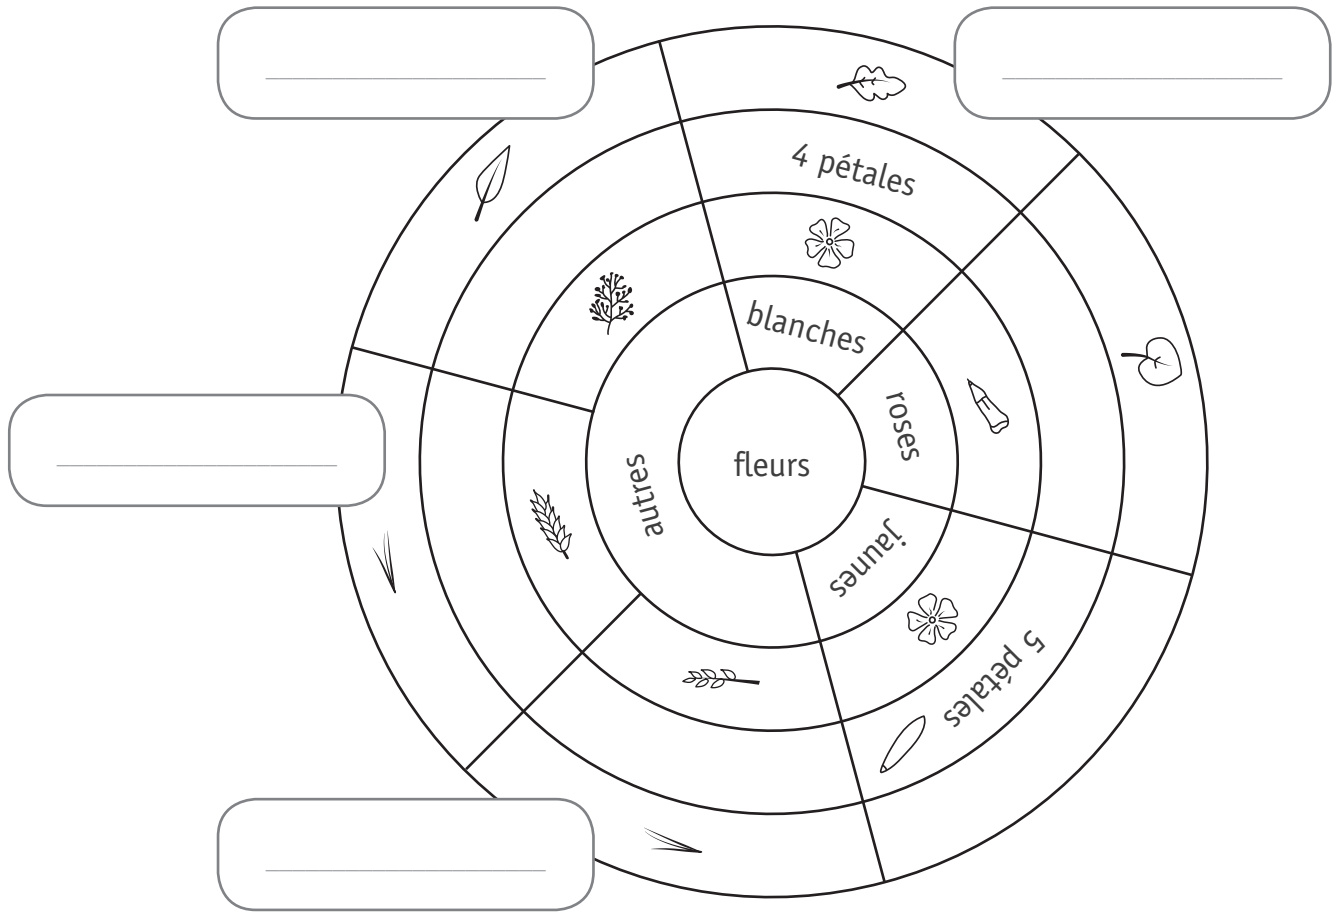 4 pétales
blanches
roses
fleurs
autres
jaunes
5 pétales